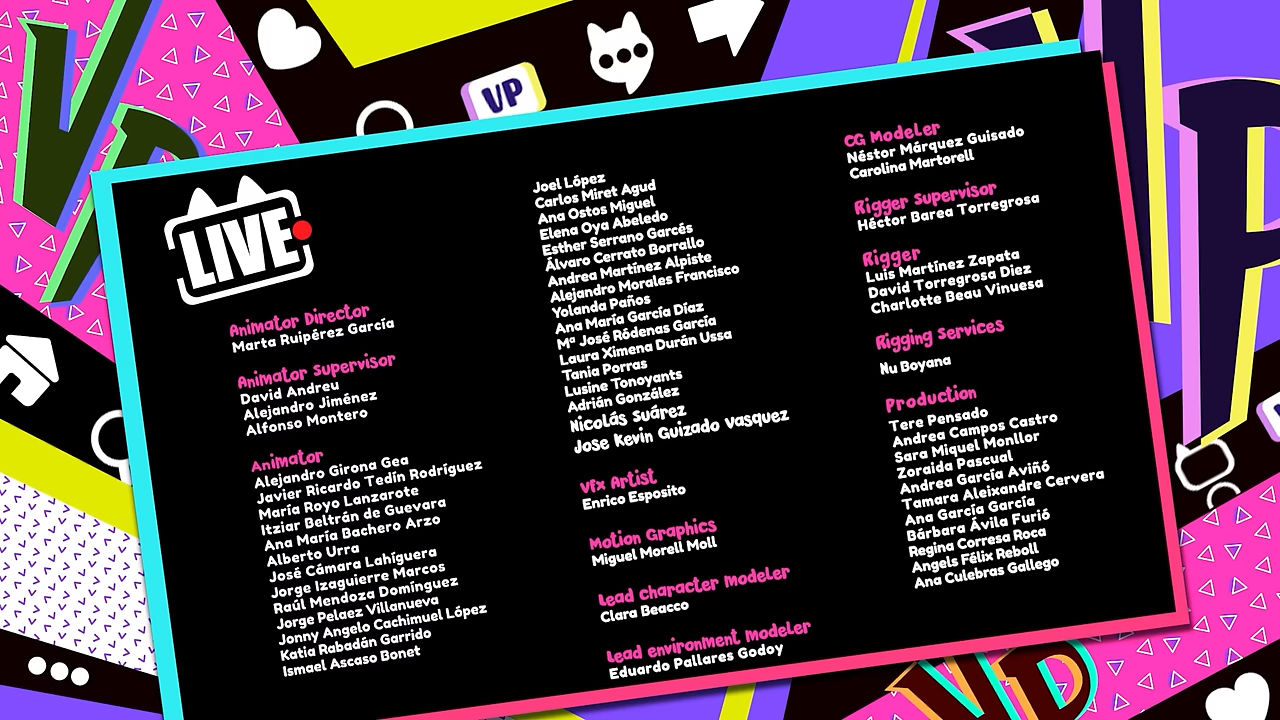 VP
VP
VP
LIVE
Animator Director
Marta Ruipérez García
Animator Supervisor
David Andreu
Alejandro Jiménez
Alfonso Montero
Animator
Alejandro Girona Gea
Javier Ricardo Tedín Rodríguez
María Royo Lanzarote
Itziar Beltrán de Guevara
Ana María Bachero Arzo
Alberto Urra
José Cámara Lahíguera
Jorge Izaguierre Marcos
Raúl Mendoza Domínguez
Jorge Pelaez Villanueva
Jonny Angelo Cachimuel López
Katia Rabadán Garrido
Ismael Ascaso Bonet
Joel López
Carlos Miret Agud
Ana Ostos Miguel
Elena Oya Abeledo
Esther Serrano Garcés
Álvaro Cerrato Borrallo
Andrea Martínez Alpiste
Alejandro Morales Francisco
Yolanda Paños
Ana María García Díaz
Mª José Ródenas García
Laura Ximena Durán Ussa
Tania Porras
Lusine Tonoyants
Adrián González
Nicolás Suárez
Jose Kevin Guizado Vasquez
Vfx Artist
Enrico Esposito
Motion Graphics
Miguel Morell Moll
Lead character Modeler
Clara Beacco
Lead environment Modeler
Eduardo Pallares Godoy
CG Modeler
Néstor Márquez Guisado
Carolina Martorell
Rigger Supervisor
Héctor Barea Torregrosa
Rigger
Luis Martínez Zapata
David Torregrosa Diez
Charlotte Beau Vinuesa
Rigging Services
Nu Boyana
Production
Tere Pensado
Andrea Campos Castro
Sara Miquel Monllor
Zoraida Pascual
Andrea García Aviñó
Tamara Aleixandre Cervera
Ana García García
Bárbara Ávila Furió
Regina Corresa Roca
Angels Félix Reboll
Ana Culebras Gallego
VP